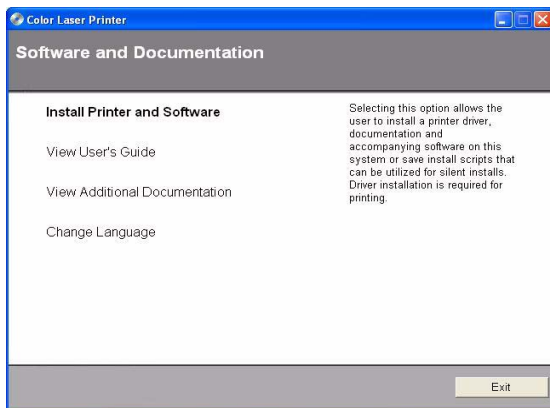 Color Laser Printer
Software and Documentation
Install Printer and Software
View User's Guide
View Additional Documentation
Change Language
Selecting this option allows the
user to install a printer driver,
documentation and
accompanying software on this
system or save install scripts that
can be utilized for silent installs.
Driver installation is required for
printing.
Exit